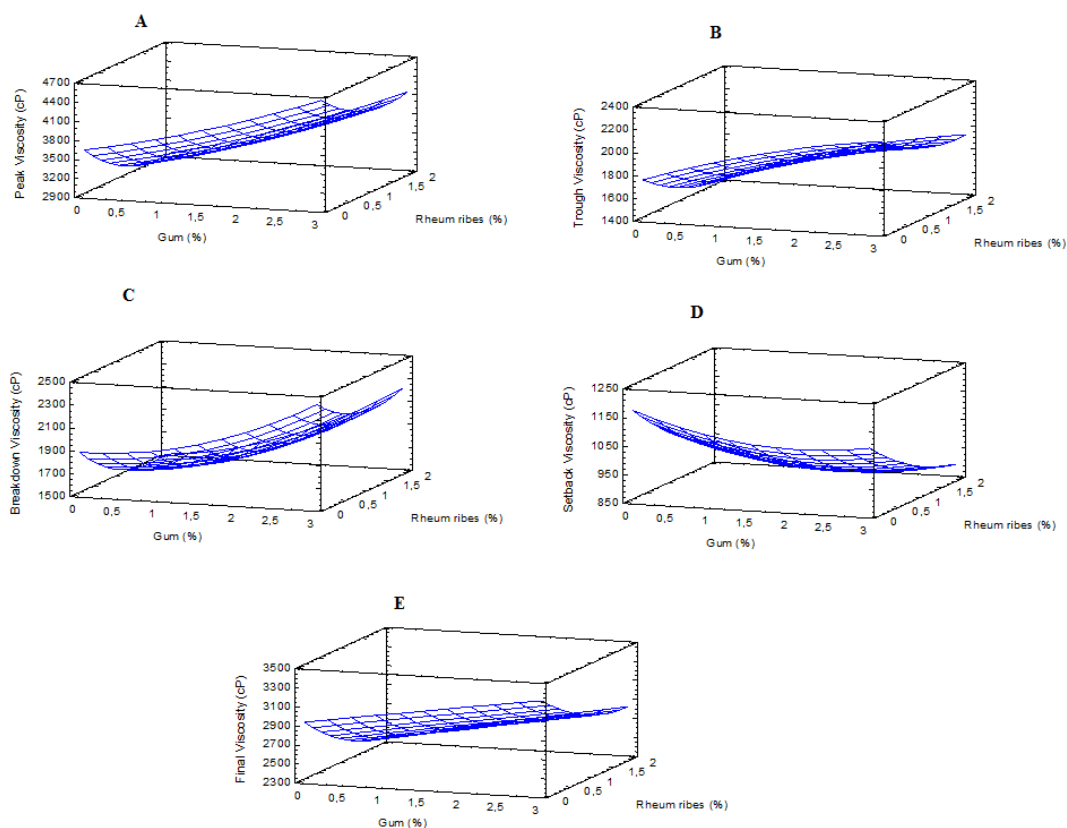 A
Peak Viscosity (cP)
4700
4400
4100
3800
3500
3200
2900
0 0,5 1 1,5 2 2,5 3
Gum (%)
0 0,5 1 1,5 2
Rheum ribes (%)
B
Trough Viscosity (cP)
2400
2200
2000
1800
1600
1400
0 0,5 1 1,5 2 2,5 3
Gum (%)
0 0,5 1 1,5 2
Rheum ribes (%)
C
Breakdown Viscosity (cP)
2500
2300
2100
1900
1700
1500
0 0,5 1 1,5 2 2,5 3
Gum (%)
0 0,5 1 1,5 2
Rheum ribes (%)
D
Setback Viscosity (cP)
1250
1150
1050
950
850
0 0,5 1 1,5 2 2,5 3
Gum (%)
0 0,5 1 1,5 2
Rheum ribes (%)
E
Final Viscosity (cP)
3500
3300
3100
2900
2700
2500
2300
0 0,5 1 1,5 2 2,5 3
Gum (%)
0 0,5 1 1,5 2
Rheum ribes (%)